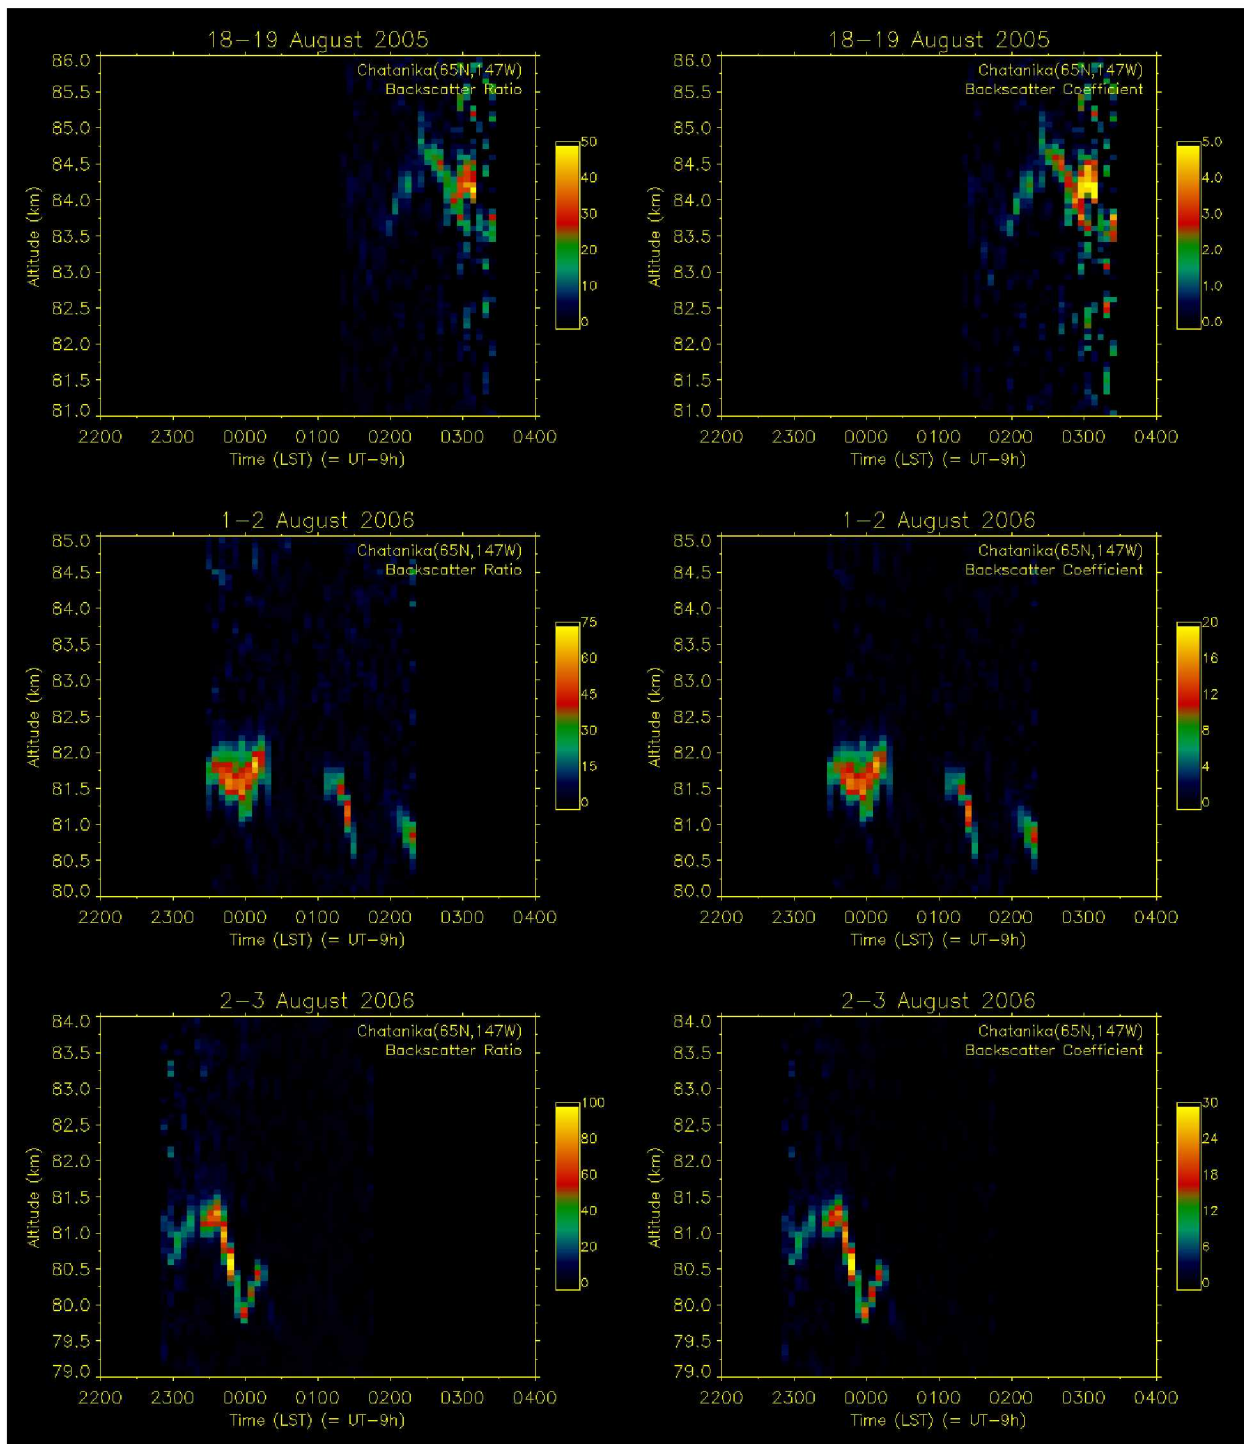 18-19 August 2005
Chatanika(65N,147W)
Backscatter Ratio
86.0
85.5
85.0
84.5
84.0
83.5
83.0
82.5
82.0
81.5
81.0
Altitude (km)
2200 2300 0000 0100 0200 0300 0400
Time (LST) (= UT-9h)
50
40
30
20
10
0
18-19 August 2005
Chatanika(65N,147W)
Backscatter Coefficient
86.0
85.5
85.0
84.5
84.0
83.5
83.0
82.5
82.0
81.5
81.0
Altitude (km)
2200 2300 0000 0100 0200 0300 0400
Time (LST) (= UT-9h)
5.0
4.0
3.0
2.0
1.0
0.0
1-2 August 2006
Chatanika(65N,147W)
Backscatter Ratio
85.0
84.5
84.0
83.5
83.0
82.5
82.0
81.5
81.0
80.5
80.0
Altitude (km)
2200 2300 0000 0100 0200 0300 0400
Time (LST) (= UT-9h)
75
60
45
30
15
0
1-2 August 2006
Chatanika(65N,147W)
Backscatter Coefficient
85.0
84.5
84.0
83.5
83.0
82.5
82.0
81.5
81.0
80.5
80.0
Altitude (km)
2200 2300 0000 0100 0200 0300 0400
Time (LST) (= UT-9h)
20
16
12
8
4
0
2-3 August 2006
Chatanika(65N,147W)
Backscatter Ratio
84.0
83.5
83.0
82.5
82.0
81.5
81.0
80.5
80.0
79.5
79.0
Altitude (km)
2200 2300 0000 0100 0200 0300 0400
Time (LST) (= UT-9h)
100
80
60
40
20
0
2-3 August 2006
Chatanika(65N,147W)
Backscatter Coefficient
84.0
83.5
83.0
82.5
82.0
81.5
81.0
80.5
80.0
79.5
79.0
Altitude (km)
2200 2300 0000 0100 0200 0300 0400
Time (LST) (= UT-9h)
30
24
18
12
6
0